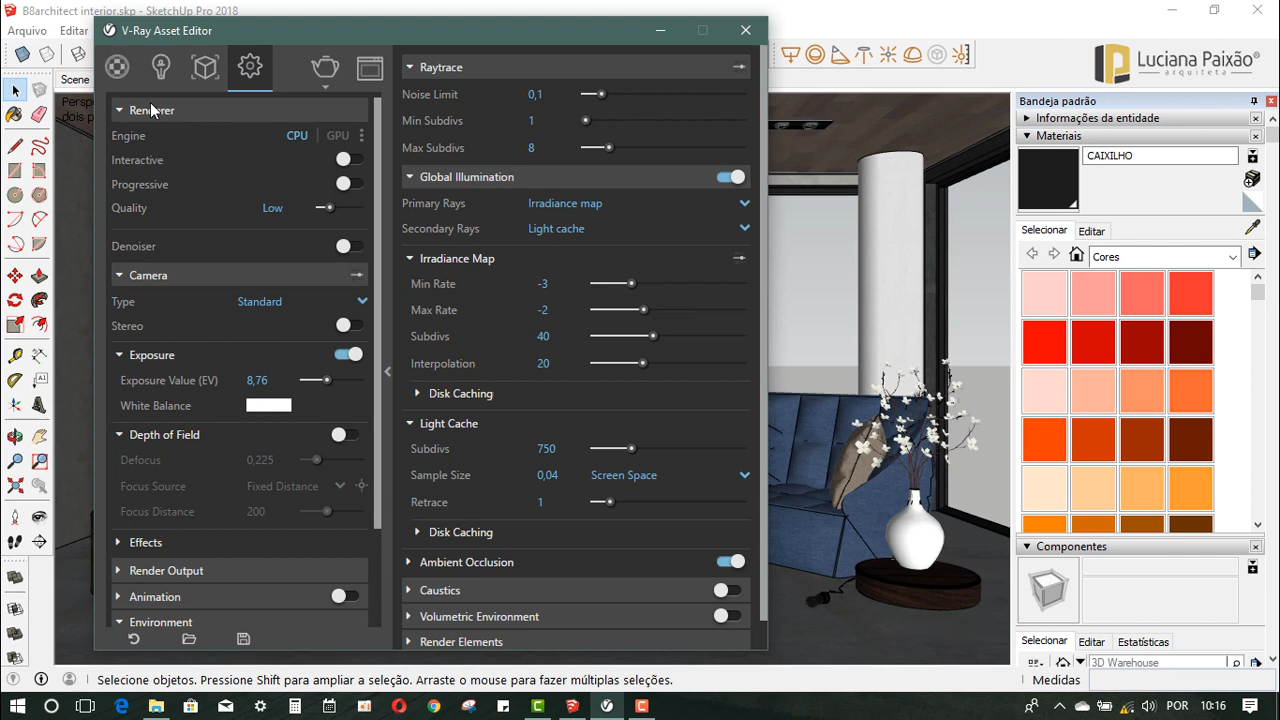 B8architect interior.skp - SketchUp Pro 2018
Arquivo Editar
V-Ray Asset Editor
Luciana Paixão
arquiteta
Scene
Persp
dois p
Renderer
Engine CPU GPU
Interactive
Progressive
Quality Low
Denoiser
Camera
Type Standard
Stereo
Exposure
Exposure Value (EV) 8,76
White Balance
Depth of Field
Defocus 0,225
Focus Source Fixed Distance
Focus Distance 200
Effects
Render Output
Animation
Environment
Raytrace
Noise Limit 0,1
Min Subdivs 1
Max Subdivs 8
Global Illumination
Primary Rays Irradiance map
Secondary Rays Light cache
Irradiance Map
Min Rate -3
Max Rate -2
Subdivs 40
Interpolation 20
Disk Caching
Light Cache
Subdivs 750
Sample Size 0,04 Screen Space
Retrace 1
Disk Caching
Ambient Occlusion
Caustics
Volumetric Environment
Render Elements
Bandeja padrão
Informações da entidade
Materiais
CAIXILHO
Selecionar Editar
Cores
Componentes
Selecionar Editar Estatísticas
3D Warehouse
Selecione objetos. Pressione Shift para ampliar a seleção. Arraste o mouse para fazer múltiplas seleções.
Medidas
POR 10:16